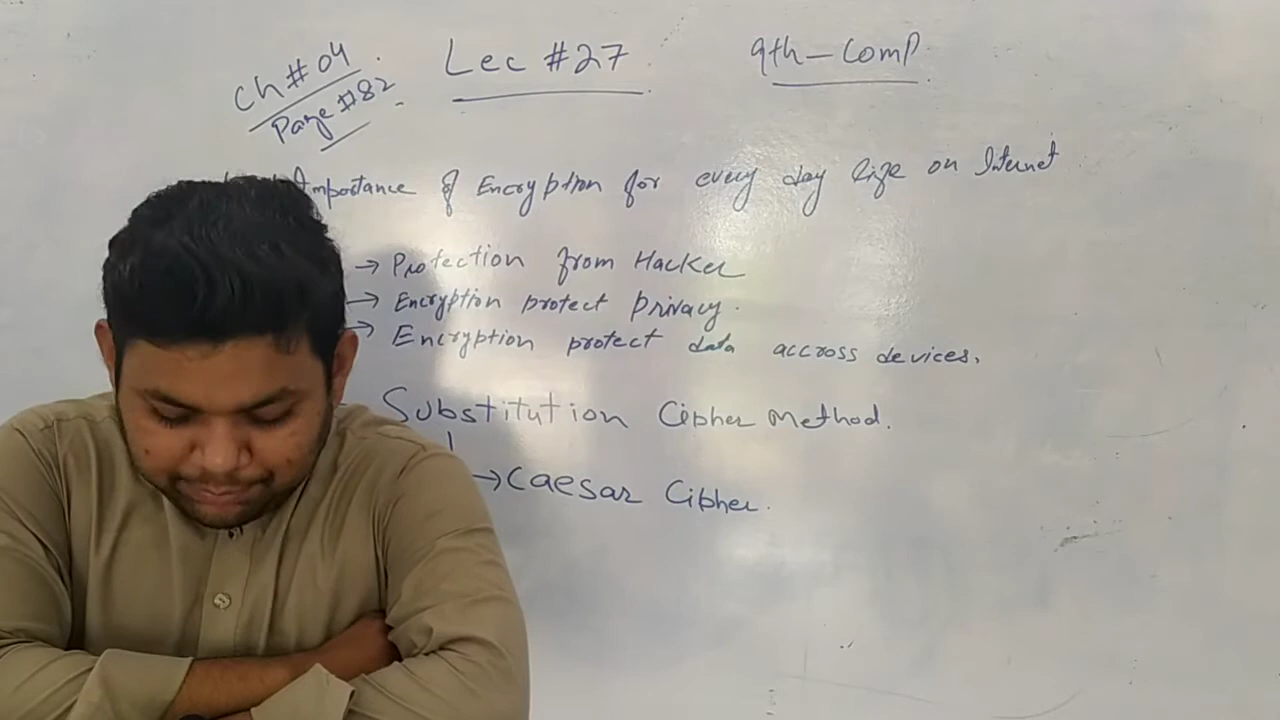 Ch # 04
Page #82
Lec #27
9th - Comp
Importance of Encryption for every day life on Internet
→ Protection from Hacker
→ Encryption protect privacy.
→ Encryption protect data accross devices.
Substitution Cipher Method.
→ Caesar Cipher.